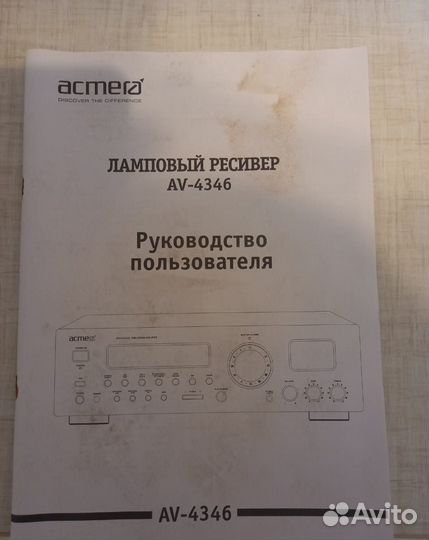 acmera
DISCOVER THE DIFFERENCE
ЛАМПОВЫЙ РЕСИВЕР
AV-4346
Руководство
пользователя
acmera
AV-4346
Avito